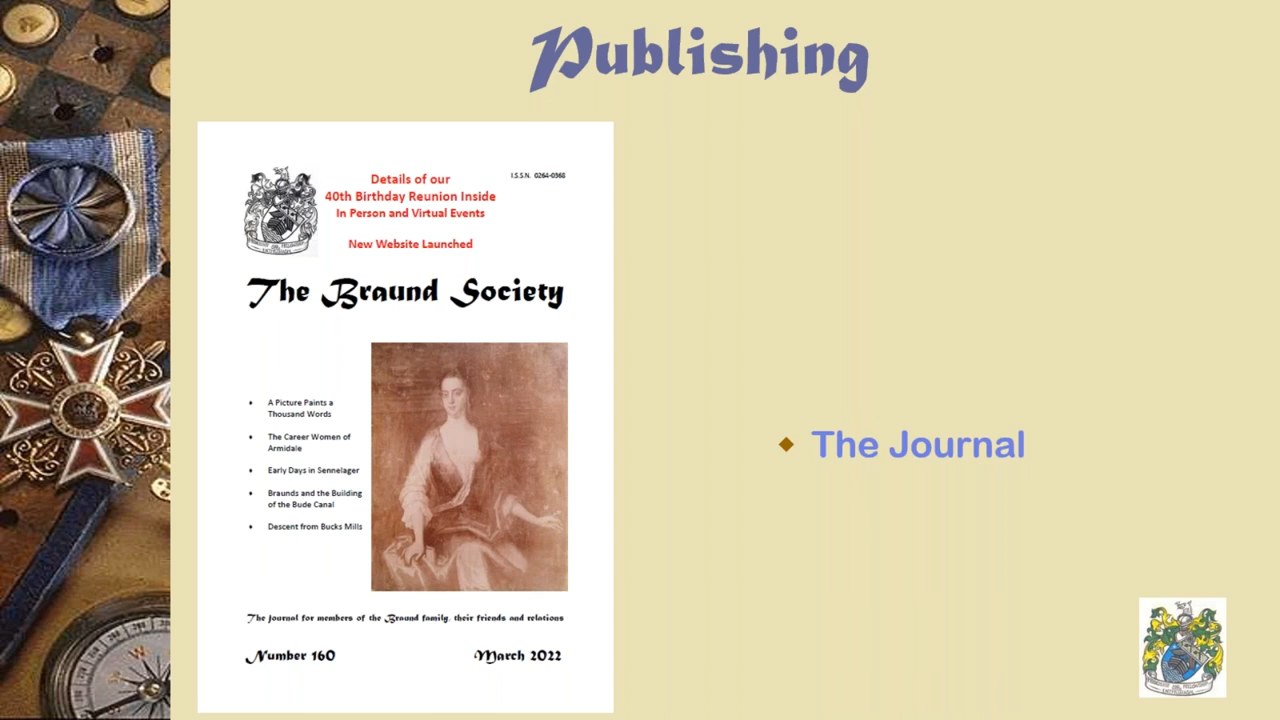 Publishing
I.S.S.N. 0264-0368
Details of our
40th Birthday Reunion Inside
In Person and Virtual Events
New Website Launched
The Braund Society
• A Picture Paints a
Thousand Words
• The Career Women of
Armidale
• Early Days in Sennelager
• Braunds and the Building
of the Bude Canal
• Descent from Bucks Mills
The journal for members of the Braund family, their friends and relations
Number 160
March 2022
◆ The Journal